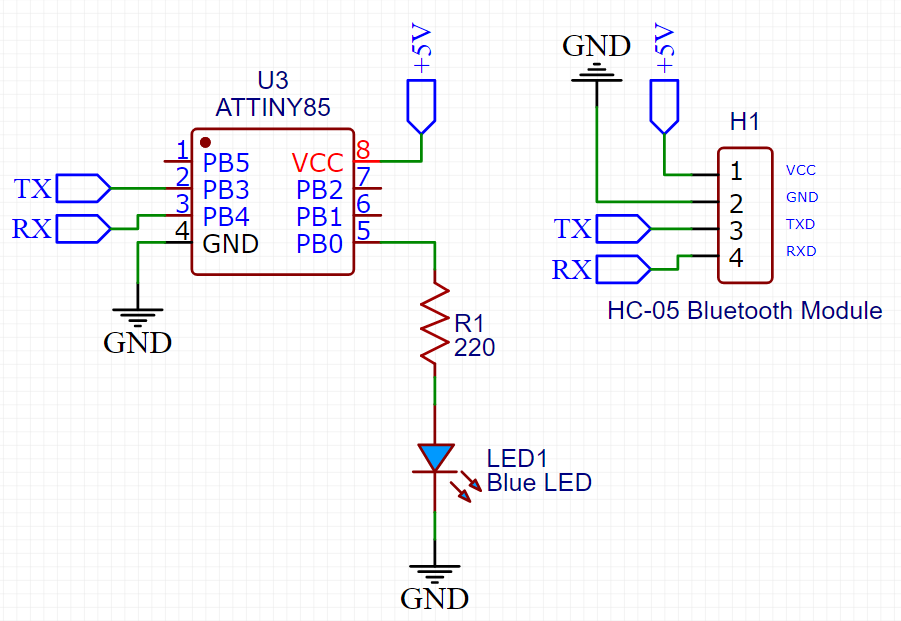 +5V
U3
ATTINY85
1
PB5
VCC
8
TX
2
PB3
PB2
7
RX
3
PB4
PB1
6
4
GND
PB0
5
GND
R1
220
LED1
Blue LED
GND
GND
+5V
H1
1
VCC
2
GND
TX
3
TXD
RX
4
RXD
HC-05 Bluetooth Module